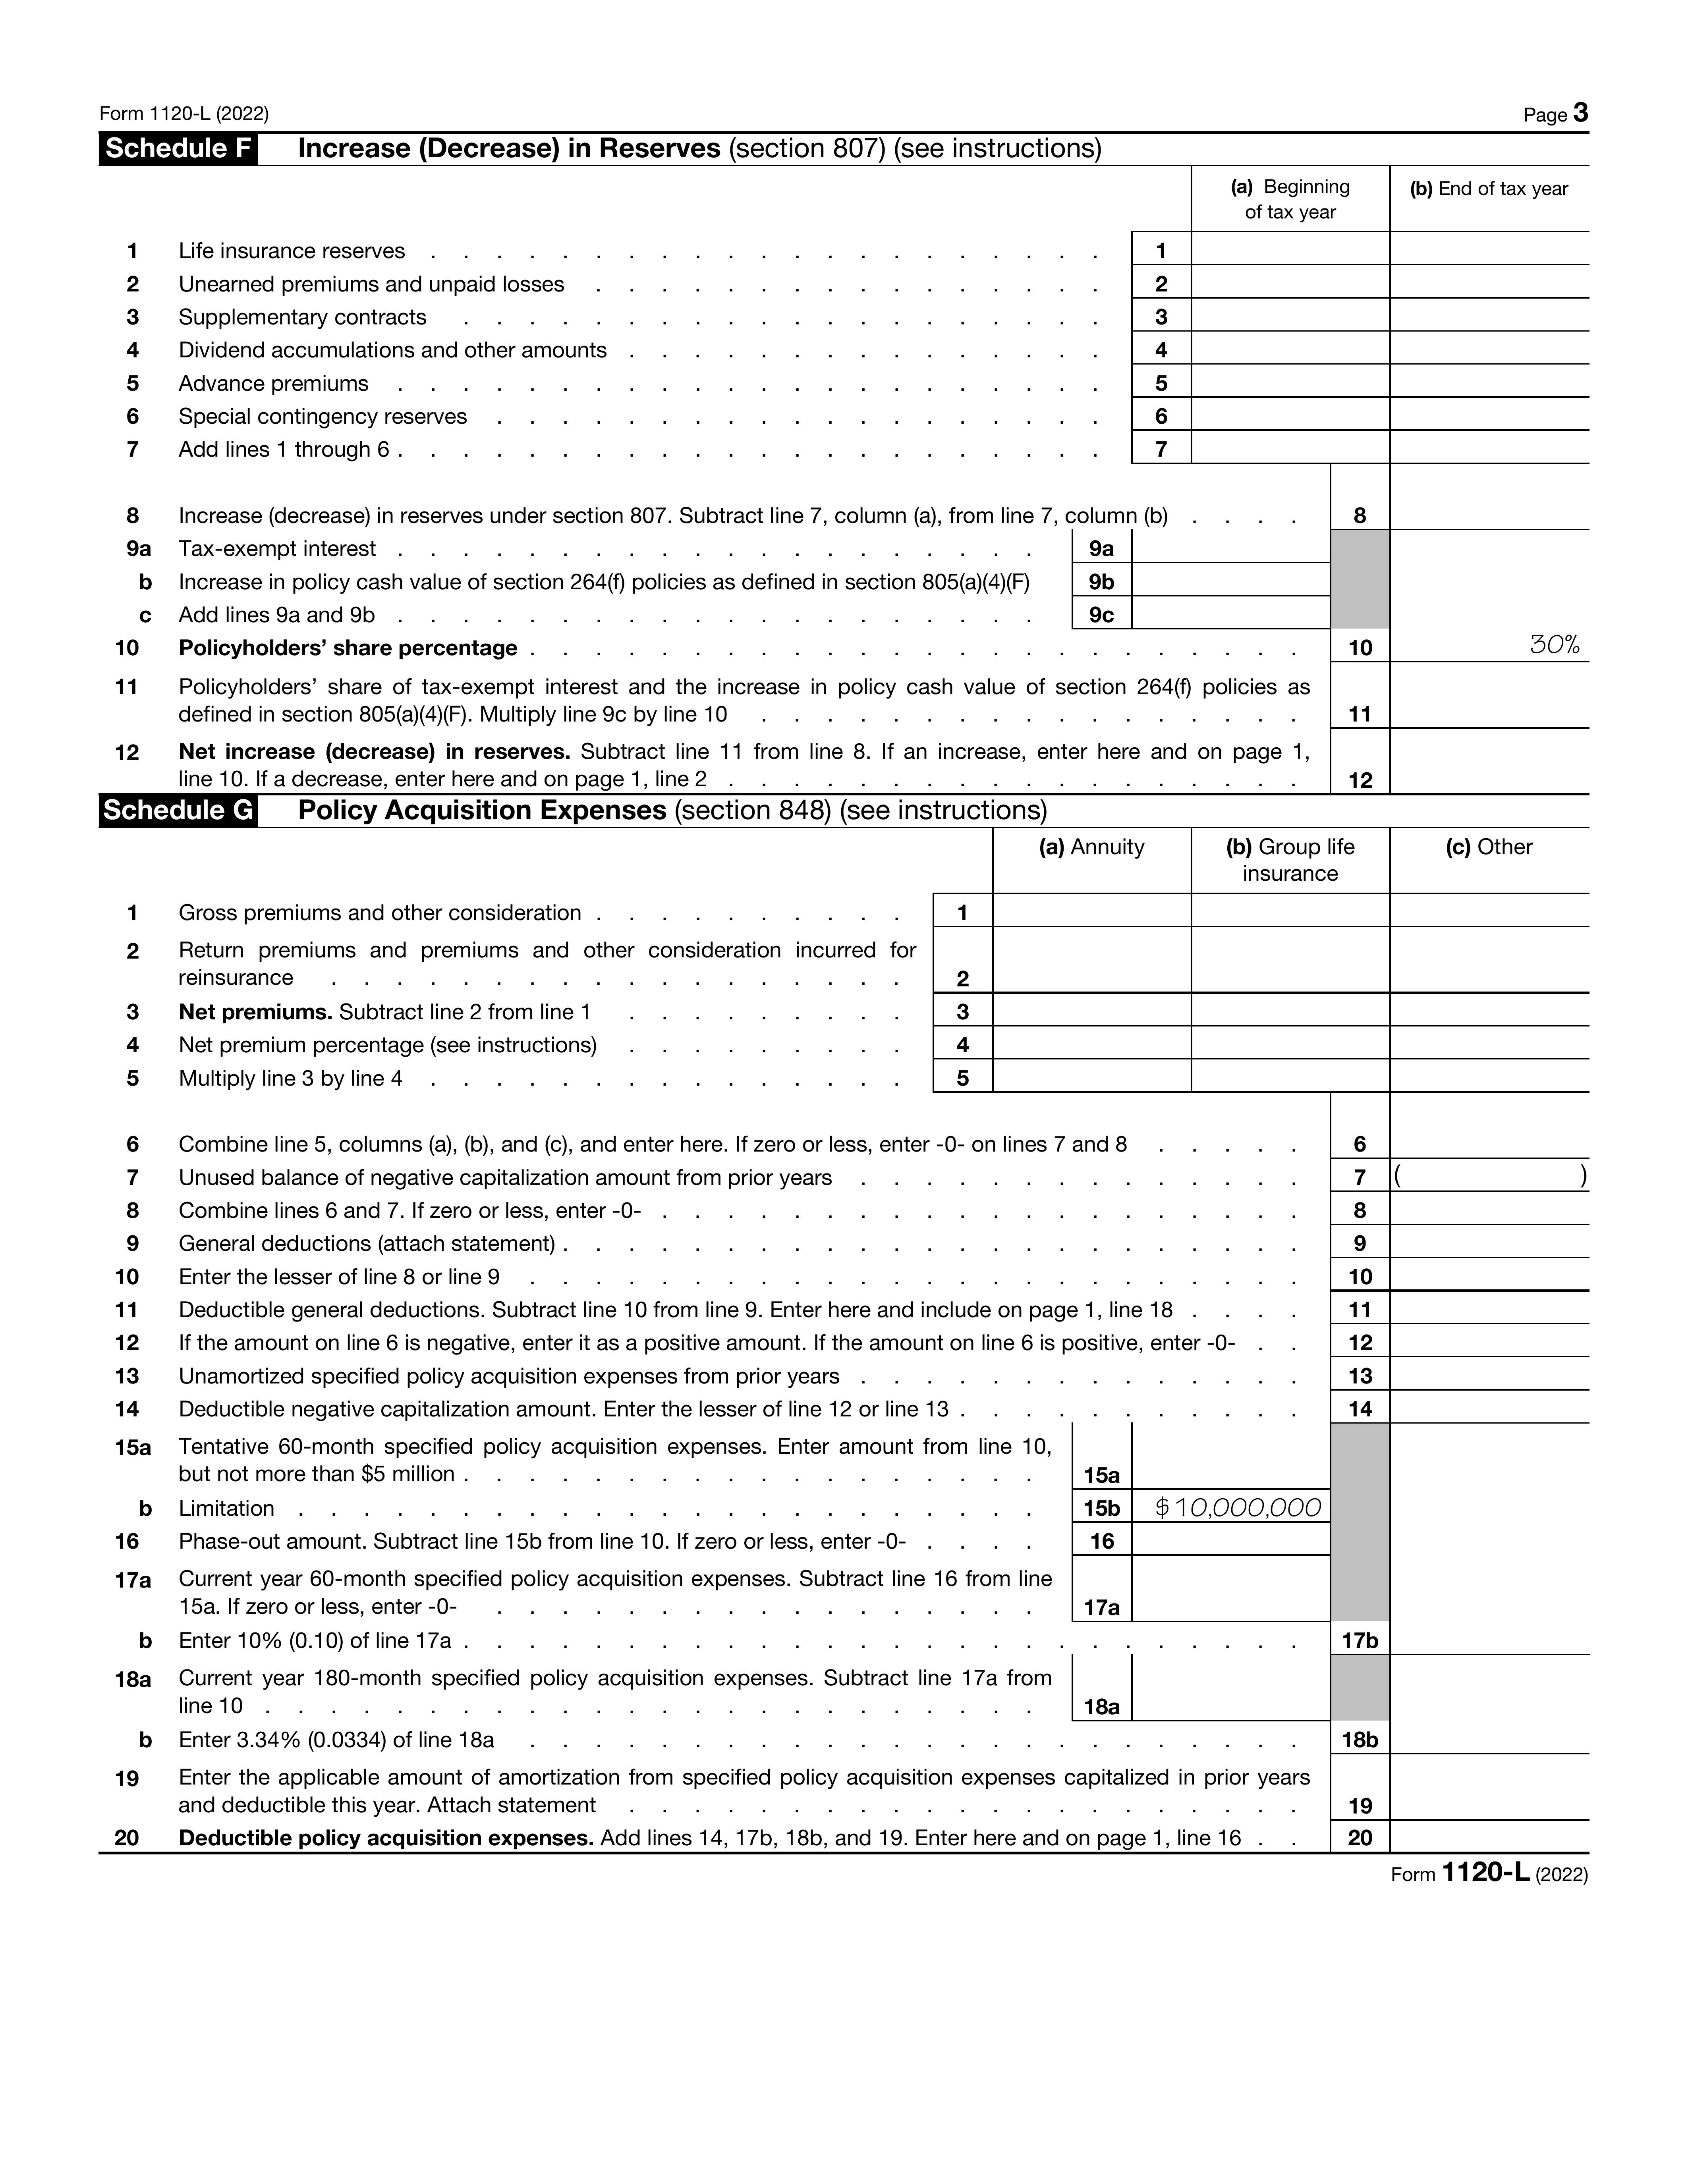 Form 1120-L (2022) Page 3
Schedule F Increase (Decrease) in Reserves (section 807) (see instructions)
(a) Beginning of tax year (b) End of tax year
1 Life insurance reserves . . . . . . . . . . . . . . . . . . . . . 1
2 Unearned premiums and unpaid losses . . . . . . . . . . . . . . . . 2
3 Supplementary contracts . . . . . . . . . . . . . . . . . . . . 3
4 Dividend accumulations and other amounts . . . . . . . . . . . . . . . 4
5 Advance premiums . . . . . . . . . . . . . . . . . . . . . . 5
6 Special contingency reserves . . . . . . . . . . . . . . . . . . . 6
7 Add lines 1 through 6 . . . . . . . . . . . . . . . . . . . . . . 7
8 Increase (decrease) in reserves under section 807. Subtract line 7, column (a), from line 7, column (b) . . . . 8
9a Tax-exempt interest . . . . . . . . . . . . . . . . . . . . 9a
b Increase in policy cash value of section 264(f) policies as defined in section 805(a)(4)(F) 9b
c Add lines 9a and 9b . . . . . . . . . . . . . . . . . . . . 9c
10 Policyholders' share percentage . . . . . . . . . . . . . . . . . . . . . . . . 10 30%
11 Policyholders' share of tax-exempt interest and the increase in policy cash value of section 264(f) policies as
defined in section 805(a)(4)(F). Multiply line 9c by line 10 . . . . . . . . . . . . . . . . . 11
12 Net increase (decrease) in reserves. Subtract line 11 from line 8. If an increase, enter here and on page 1,
line 10. If a decrease, enter here and on page 1, line 2 . . . . . . . . . . . . . . . . . . 12
Schedule G Policy Acquisition Expenses (section 848) (see instructions)
(a) Annuity (b) Group life insurance (c) Other
1 Gross premiums and other consideration . . . . . . . . . . 1
2 Return premiums and premiums and other consideration incurred for
reinsurance . . . . . . . . . . . . . . . . . . 2
3 Net premiums. Subtract line 2 from line 1 . . . . . . . . . 3
4 Net premium percentage (see instructions) . . . . . . . . . 4
5 Multiply line 3 by line 4 . . . . . . . . . . . . . . . 5
6 Combine line 5, columns (a), (b), and (c), and enter here. If zero or less, enter -0- on lines 7 and 8 . . . . . 6
7 Unused balance of negative capitalization amount from prior years . . . . . . . . . . . . . . 7 ( )
8 Combine lines 6 and 7. If zero or less, enter -0- . . . . . . . . . . . . . . . . . . . . 8
9 General deductions (attach statement) . . . . . . . . . . . . . . . . . . . . . . . 9
10 Enter the lesser of line 8 or line 9 . . . . . . . . . . . . . . . . . . . . . . . . 10
11 Deductible general deductions. Subtract line 10 from line 9. Enter here and include on page 1, line 18 . . . . 11
12 If the amount on line 6 is negative, enter it as a positive amount. If the amount on line 6 is positive, enter -0- . . 12
13 Unamortized specified policy acquisition expenses from prior years . . . . . . . . . . . . . . 13
14 Deductible negative capitalization amount. Enter the lesser of line 12 or line 13 . . . . . . . . . . . 14
15a Tentative 60-month specified policy acquisition expenses. Enter amount from line 10,
but not more than $5 million . . . . . . . . . . . . . . . . . . 15a
b Limitation . . . . . . . . . . . . . . . . . . . . . . . 15b $10,000,000
16 Phase-out amount. Subtract line 15b from line 10. If zero or less, enter -0- . . . . 16
17a Current year 60-month specified policy acquisition expenses. Subtract line 16 from line
15a. If zero or less, enter -0- . . . . . . . . . . . . . . . . . 17a
b Enter 10% (0.10) of line 17a . . . . . . . . . . . . . . . . . . . . . . . . . . 17b
18a Current year 180-month specified policy acquisition expenses. Subtract line 17a from
line 10 . . . . . . . . . . . . . . . . . . . . . . . . 18a
b Enter 3.34% (0.0334) of line 18a . . . . . . . . . . . . . . . . . . . . . . . . 18b
19 Enter the applicable amount of amortization from specified policy acquisition expenses capitalized in prior years
and deductible this year. Attach statement . . . . . . . . . . . . . . . . . . . . . 19
20 Deductible policy acquisition expenses. Add lines 14, 17b, 18b, and 19. Enter here and on page 1, line 16 . . 20
Form 1120-L (2022)